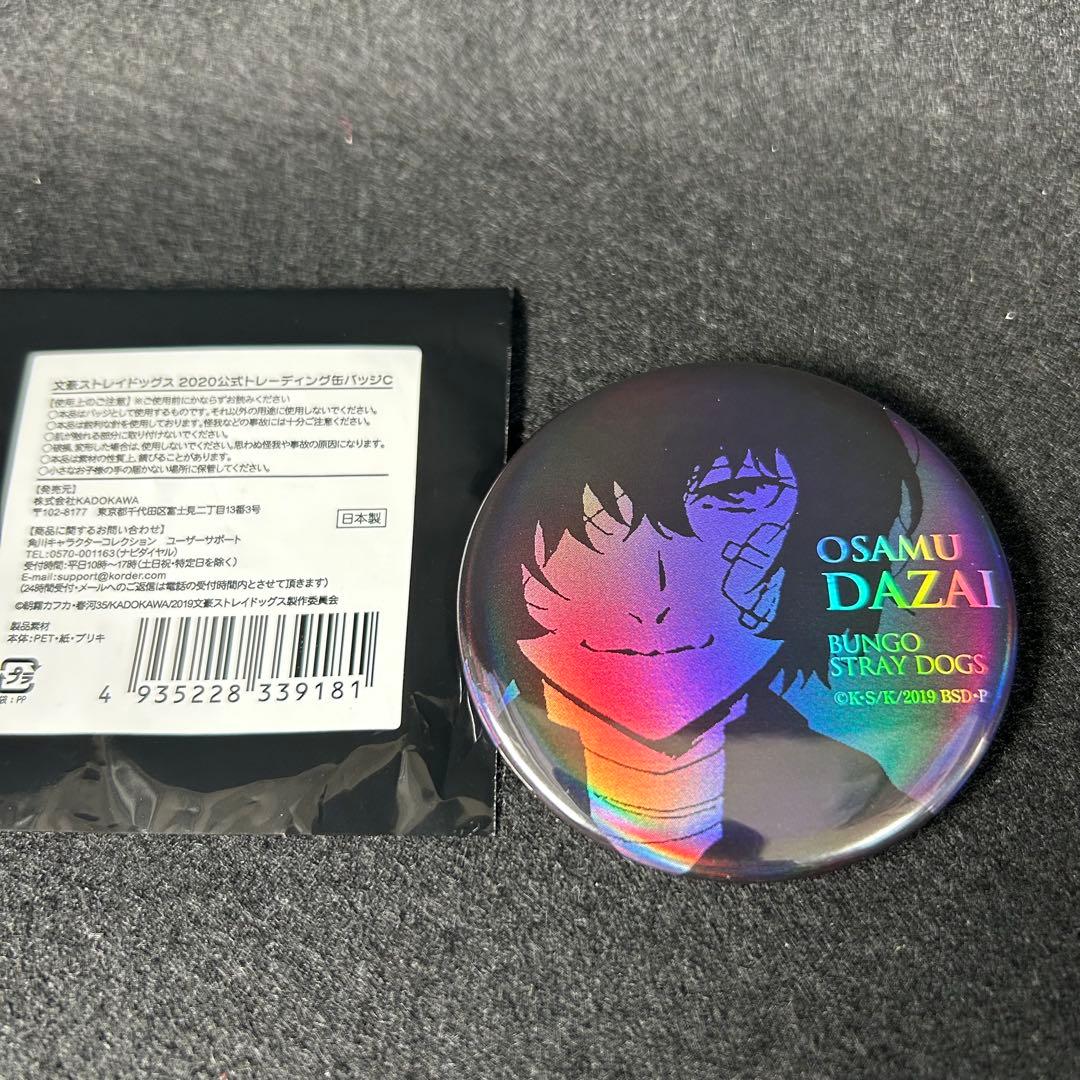 文豪ストレイドッグス 2020公式トレーディング缶バッジC
【使用上のご注意】※ご使用前にかならずお読みください
○本品はバッジとして使用するものです。それ以外の用途に使用しないでください。
○本品は鋭利な針を使用しております。怪我などの事故には十分ご注意ください。
○肌が触れる部分に取り付けないでください。
○破損、変形した場合は、使用しないでください。思わぬ怪我や事故の原因になります。
○本品は素材の性質上、錆びることがあります。
○小さなお子様の手の届かない場所に保管してください。
【発売元】
株式会社KADOKAWA
〒102-8177 東京都千代田区富士見二丁目13番3号
日本製
【商品に関するお問い合わせ】
角川キャラクターコレクション ユーザーサポート
TEL:0570-001163(ナビダイヤル)
受付時間:平日10時~17時(土日祝・特定日を除く)
E-mail:support@korder.com
(24時間受付・メールへのご返信は電話の受付時間内とさせて頂きます)
©朝霧カフカ・春河35/KADOKAWA/2019文豪ストレイドッグス製作委員会
製品素材
本体:PET・紙・ブリキ
プラ
袋:PP
4 935228 339181
OSAMU
DAZAI
BUNGO
STRAY DOGS
©K・S/K/2019 BSD・P